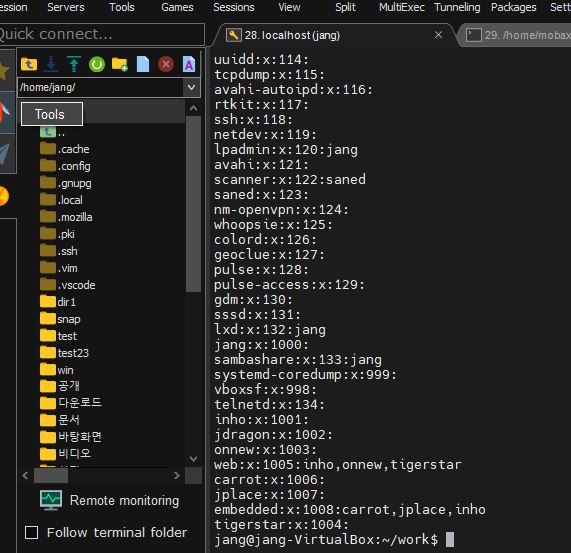 ession Servers Tools Games Sessions View Split MultiExec Tunneling Packages Settings
Quick connect...
28. localhost (jang)
29. /home/mobax
/home/jang/
Tools
..
.cache
.config
.gnupg
.local
.mozilla
.pki
.ssh
.vim
.vscode
dir1
snap
test
test23
win
공개
다운로드
문서
바탕화면
비디오
Remote monitoring
Follow terminal folder
uuidd:x:114:
tcpdump:x:115:
avahi-autoipd:x:116:
rtkit:x:117:
ssh:x:118:
netdev:x:119:
lpadmin:x:120:jang
avahi:x:121:
scanner:x:122:saned
saned:x:123:
nm-openvpn:x:124:
whoopsie:x:125:
colord:x:126:
geoclue:x:127:
pulse:x:128:
pulse-access:x:129:
gdm:x:130:
sssd:x:131:
lxd:x:132:jang
jang:x:1000:
sambashare:x:133:jang
systemd-coredump:x:999:
vboxsf:x:998:
telnetd:x:134:
inho:x:1001:
jdragon:x:1002:
onnew:x:1003:
web:x:1005:inho,onnew,tigerstar
carrot:x:1006:
jplace:x:1007:
embedded:x:1008:carrot,jplace,inho
tigerstar:x:1004:
jang@jang-VirtualBox:~/work$